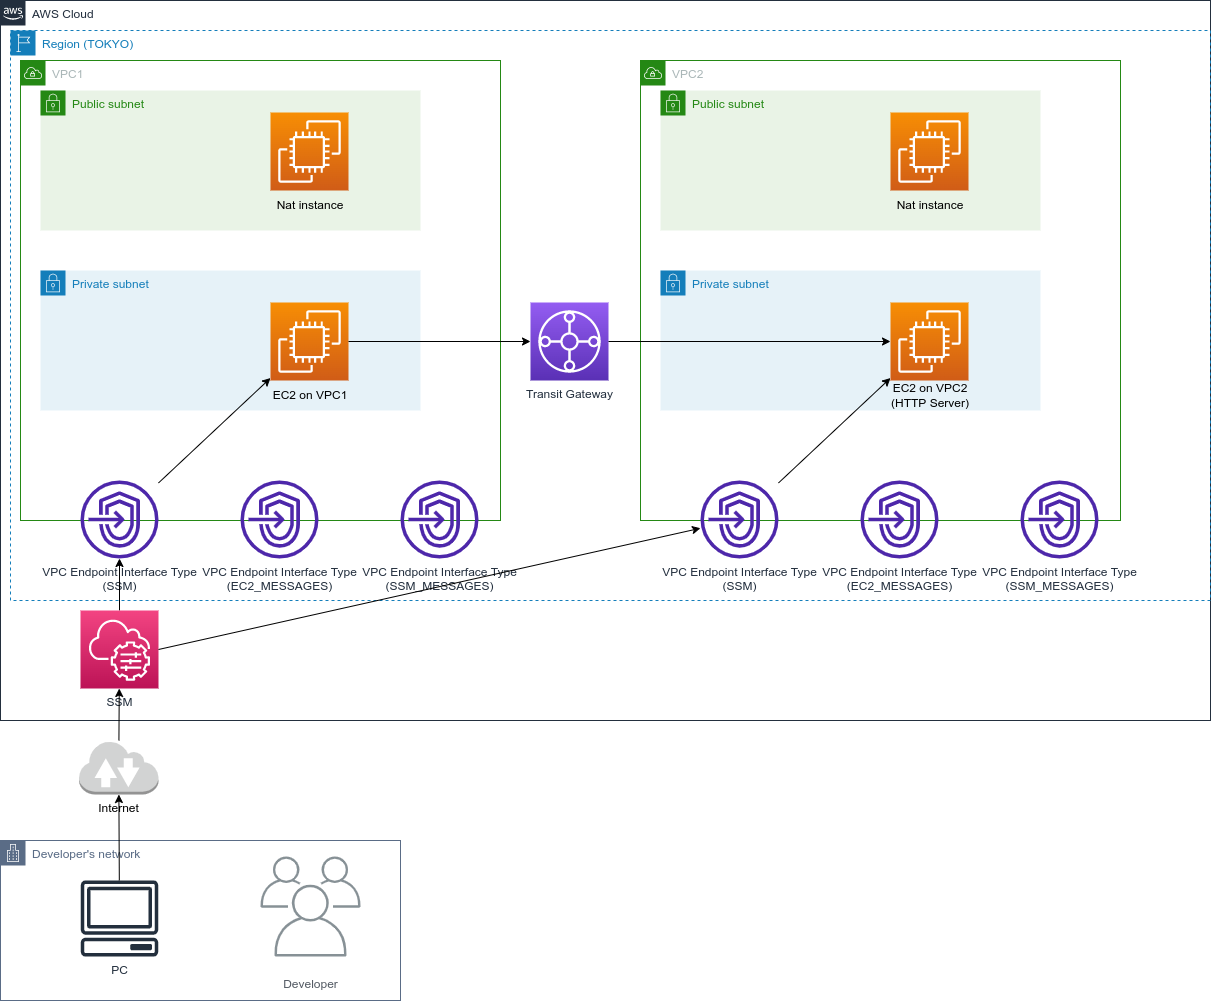 aws
AWS Cloud
Region (TOKYO)
VPC1
VPC2
Public subnet
Public subnet
Nat instance
Nat instance
Private subnet
Private subnet
EC2 on VPC1
Transit Gateway
EC2 on VPC2
(HTTP Server)
VPC Endpoint Interface Type
(SSM)
VPC Endpoint Interface Type
(EC2_MESSAGES)
VPC Endpoint Interface Type
(SSM_MESSAGES)
VPC Endpoint Interface Type
(SSM)
VPC Endpoint Interface Type
(EC2_MESSAGES)
VPC Endpoint Interface Type
(SSM_MESSAGES)
SSM
Internet
Developer's network
PC
Developer